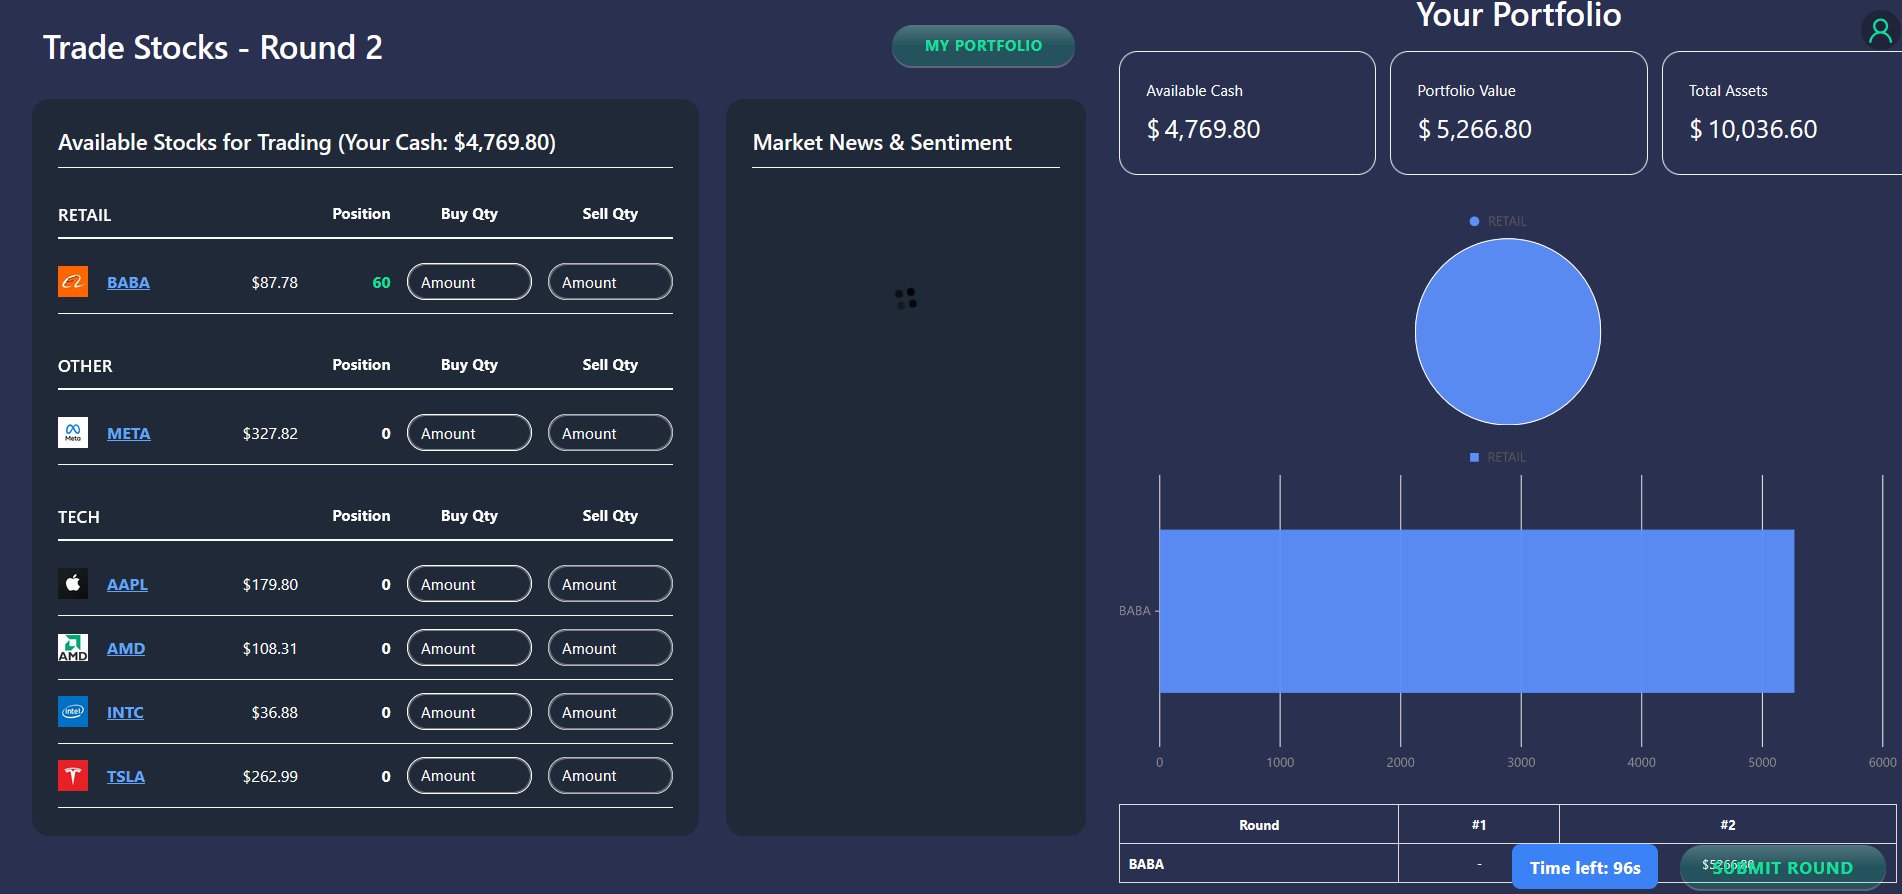 Trade Stocks - Round 2
MY PORTFOLIO
Available Stocks for Trading (Your Cash: $4,769.80)
RETAIL Position Buy Qty Sell Qty
BABA $87.78 60 Amount Amount
OTHER Position Buy Qty Sell Qty
Meta META $327.82 0 Amount Amount
TECH Position Buy Qty Sell Qty
AAPL $179.80 0 Amount Amount
AMD AMD $108.31 0 Amount Amount
intel INTC $36.88 0 Amount Amount
TSLA $262.99 0 Amount Amount
Market News & Sentiment
Your Portfolio
Available Cash
$ 4,769.80
Portfolio Value
$ 5,266.80
Total Assets
$ 10,036.60
RETAIL
RETAIL
BABA
0 1000 2000 3000 4000 5000 6000
Round #1 #2
BABA - $5266.80
Time left: 96s
SUBMIT ROUND